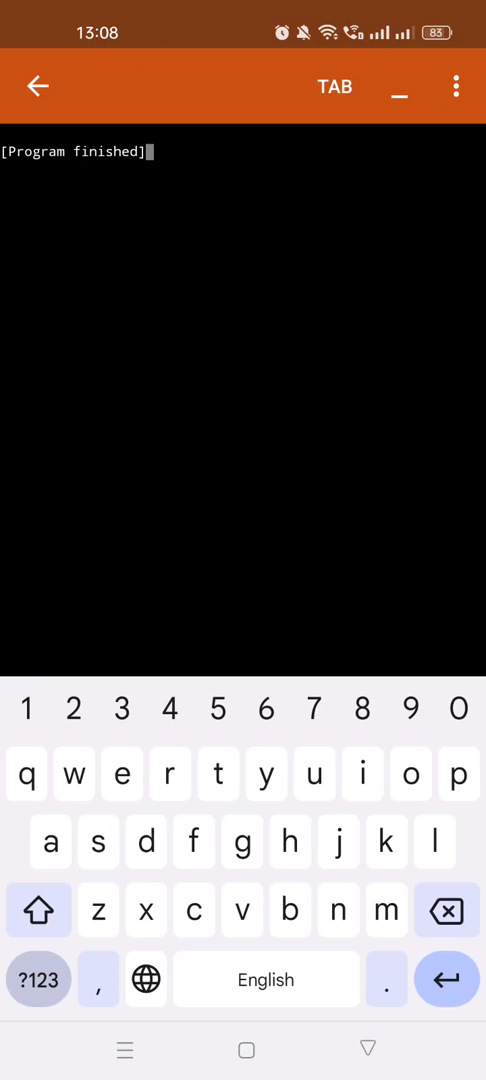 13:08
83
TAB
[Program finished]
1 2 3 4 5 6 7 8 9 0
q w e r t y u i o p
a s d f g h j k l
z x c v b n m
?123 , English .